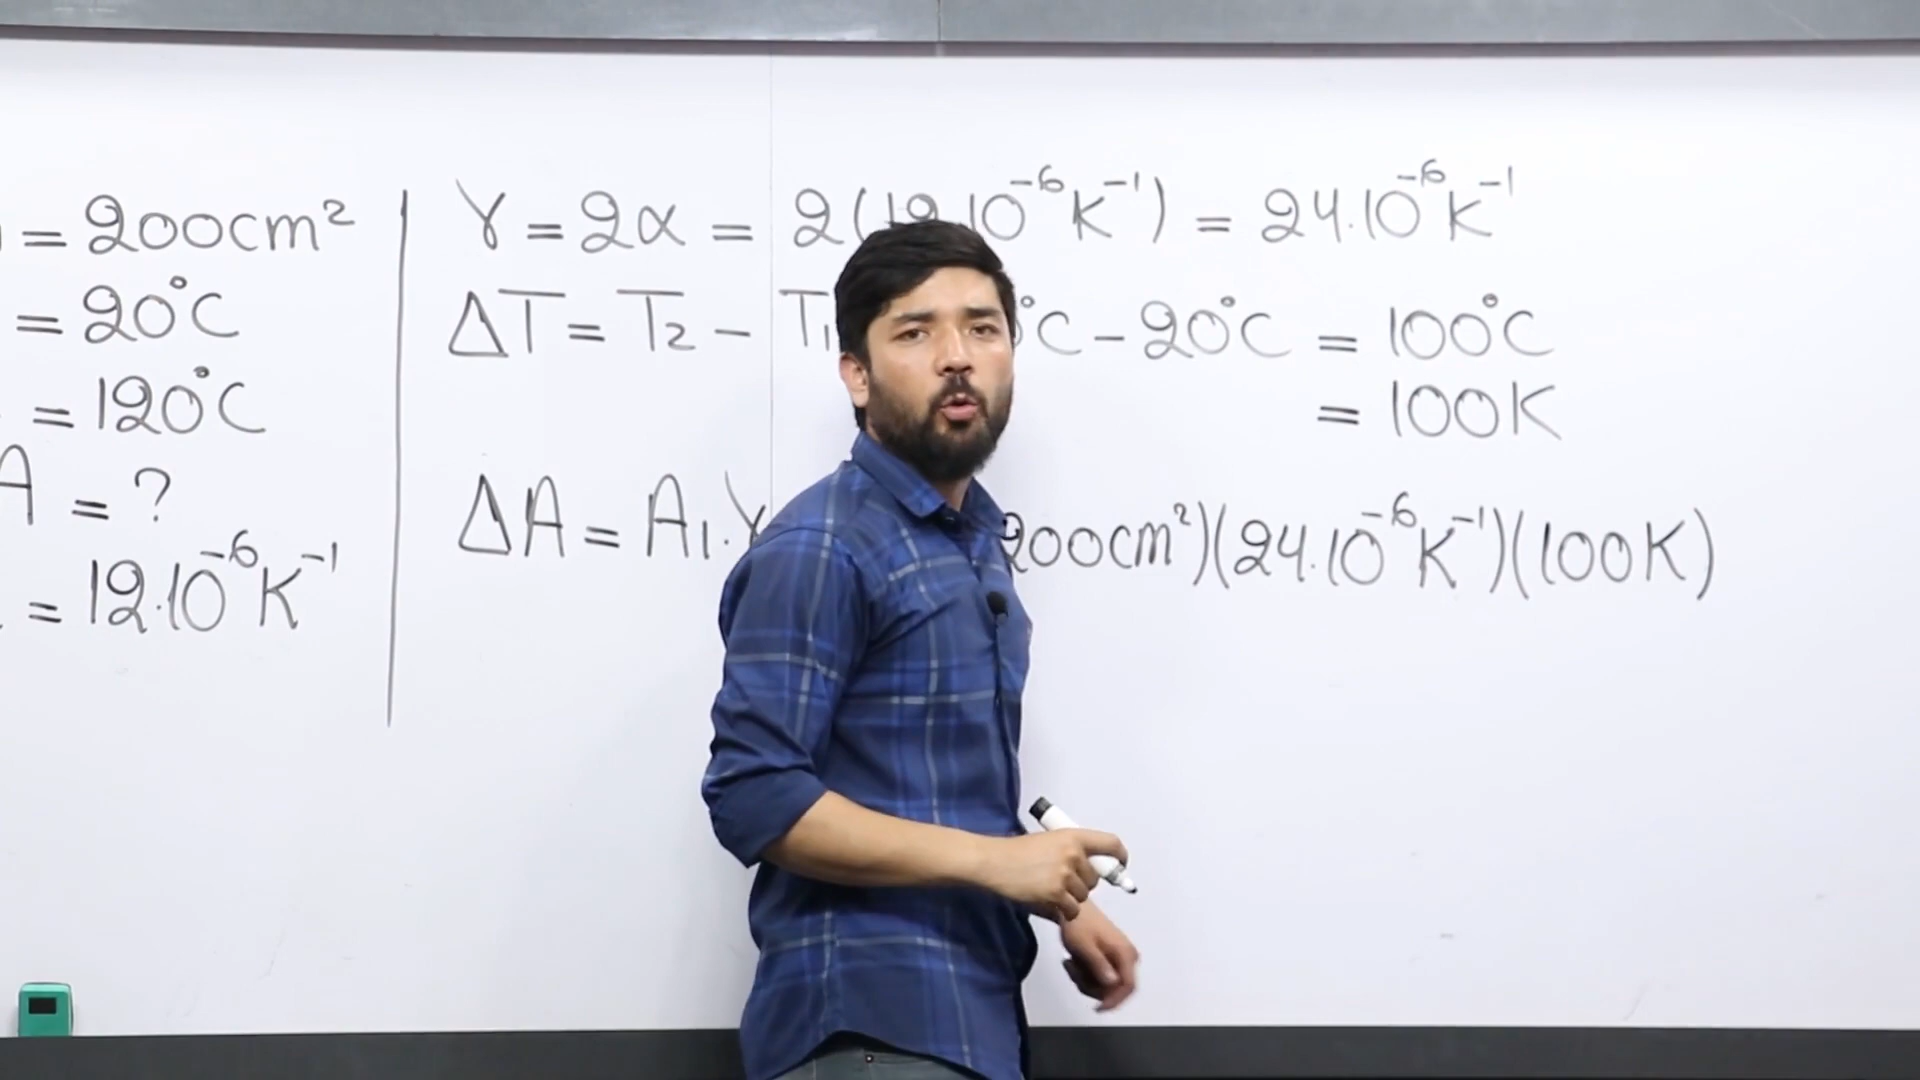 = 200cm²
= 20°C
= 120°C
A = ?
= 12.10⁻⁶K⁻¹
γ = 2α = 2(12.10⁻⁶K⁻¹) = 24.10⁻⁶K⁻¹
ΔT = T₂ - T₁ °C - 20°C = 100°C
= 100K
ΔA = A₁.γ 200cm²)(24.10⁻⁶K⁻¹)(100K)